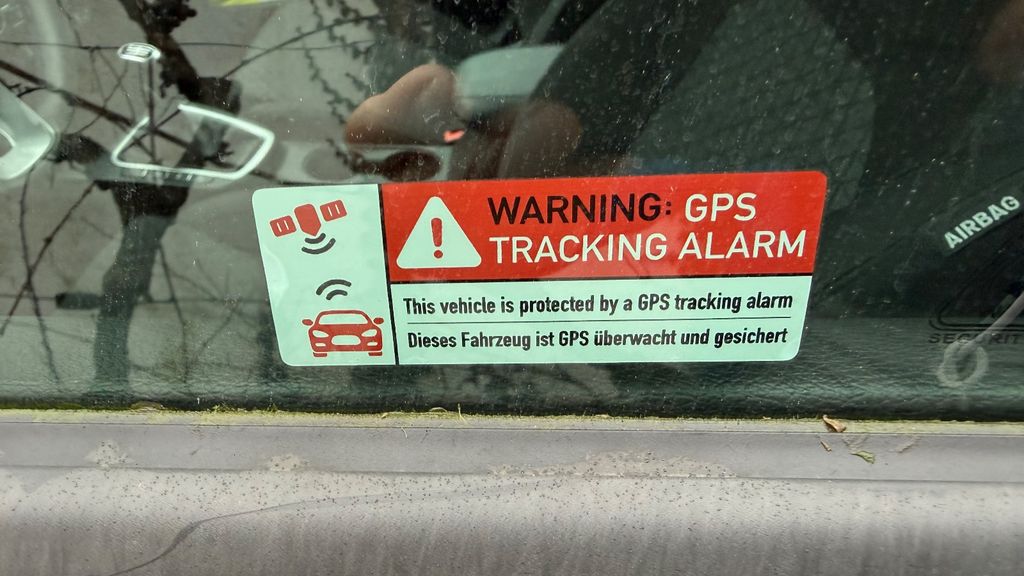 WARNING: GPS
TRACKING ALARM
This vehicle is protected by a GPS tracking alarm
Dieses Fahrzeug ist GPS überwacht und gesichert
AIRBAG
SECURIT